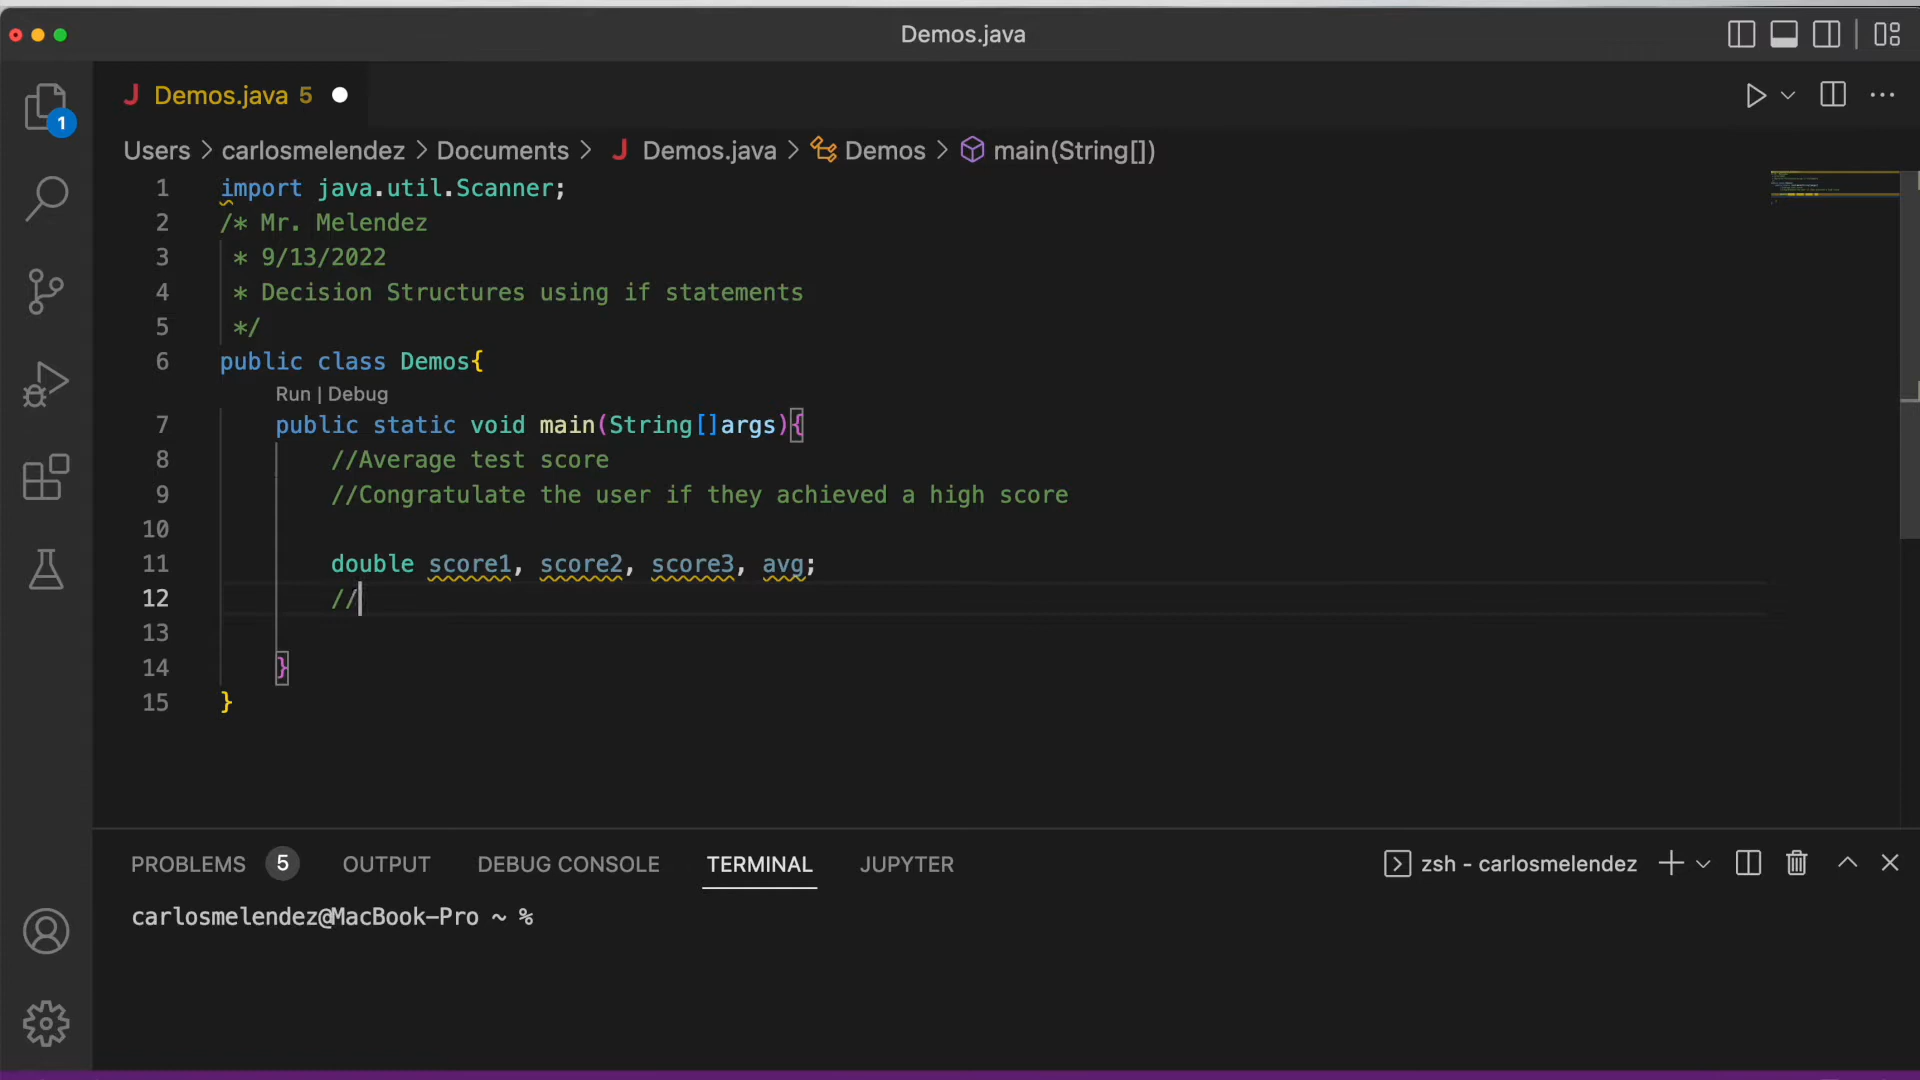 Demos.java
1
J Demos.java 5
Users > carlosmelendez > Documents > J Demos.java > Demos > main(String[])
1 import java.util.Scanner;
2 /* Mr. Melendez
3 * 9/13/2022
4 * Decision Structures using if statements
5 */
6 public class Demos{
Run | Debug
7 public static void main(String[]args){
8 //Average test score
9 //Congratulate the user if they achieved a high score
10
11 double score1, score2, score3, avg;
12 //
13
14 }
15 }
PROBLEMS 5 OUTPUT DEBUG CONSOLE TERMINAL JUPYTER zsh - carlosmelendez
carlosmelendez@MacBook-Pro ~ %